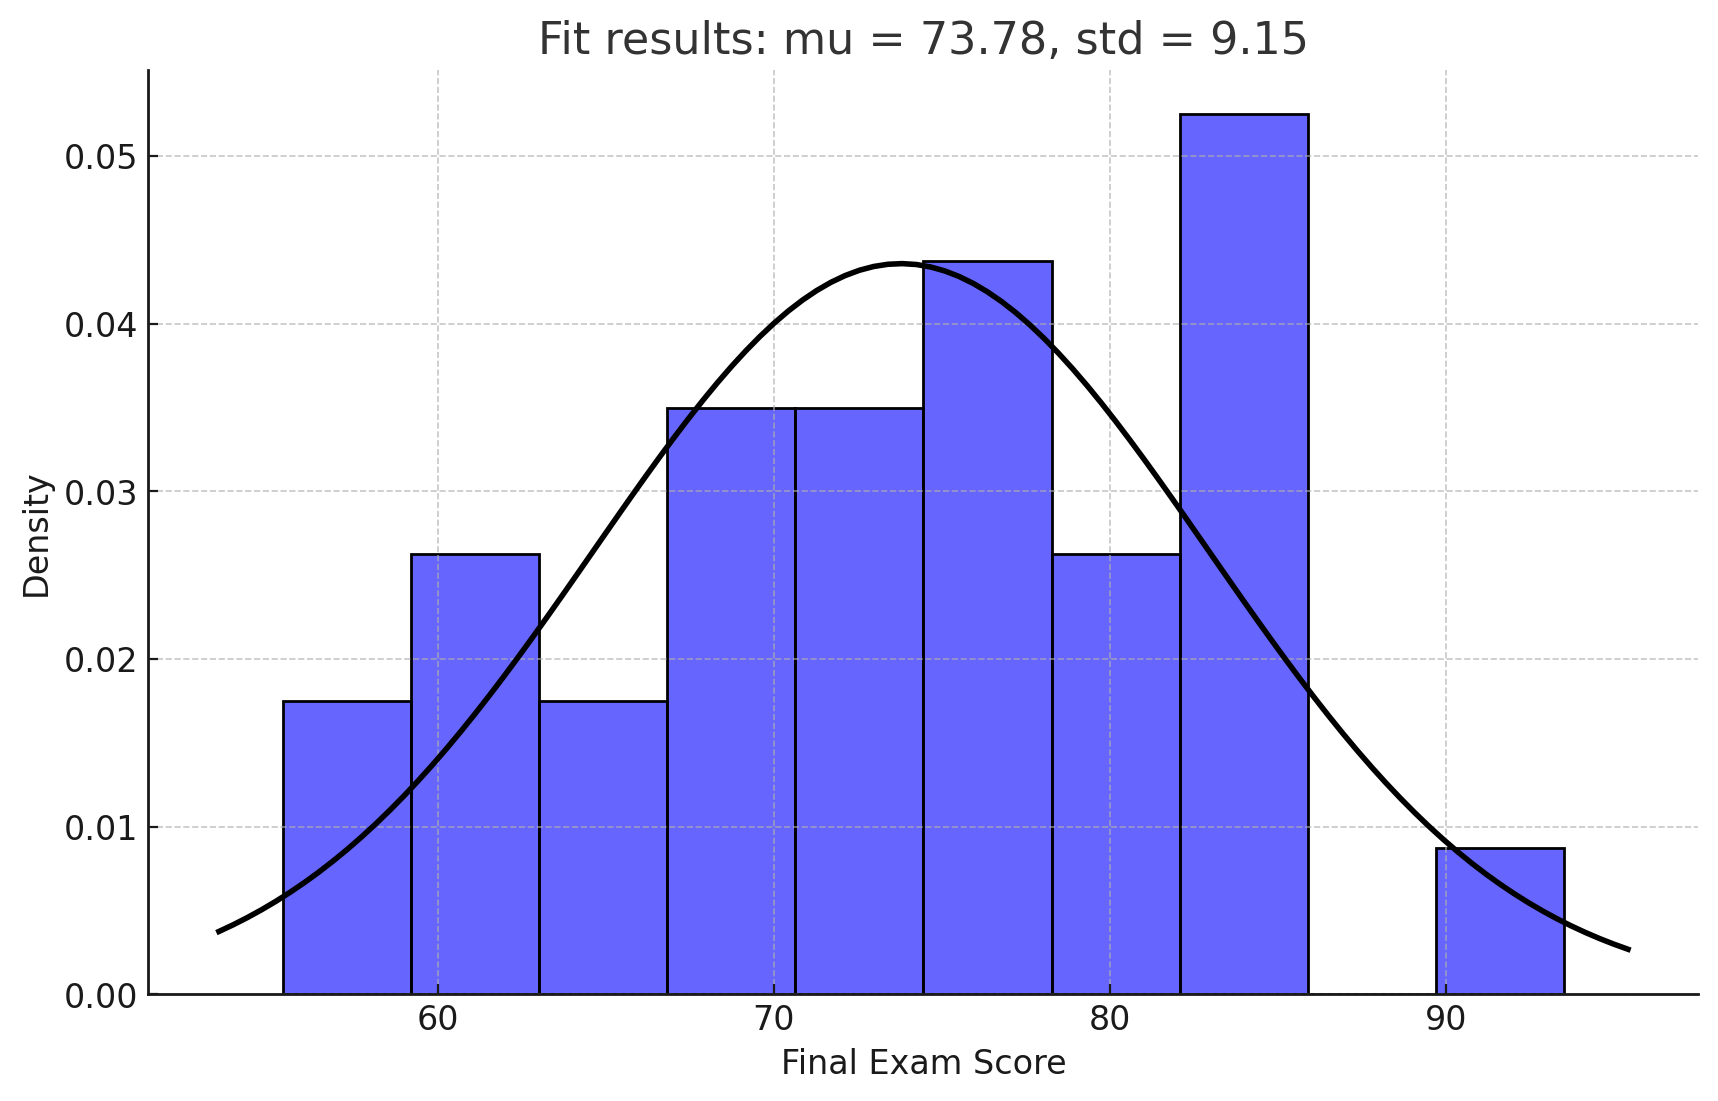 Fit results: mu = 73.78, std = 9.15
0.05
0.04
0.03
0.02
0.01
0.00
Density
60 70 80 90
Final Exam Score